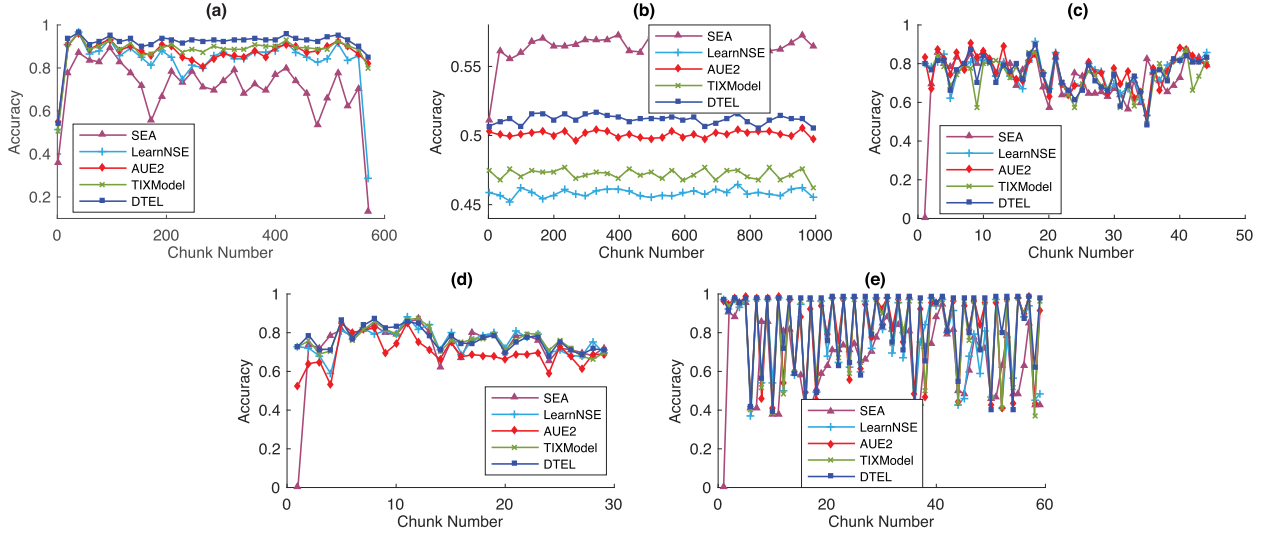 (a)
1
0.8
0.6
0.4
0.2
Accuracy
SEA
LearnNSE
AUE2
TIXModel
DTEL
0
200
400
600
Chunk Number
(b)
0.55
0.5
0.45
Accuracy
SEA
LearnNSE
AUE2
TIXModel
DTEL
0
200
400
600
800
1000
Chunk Number
(c)
1
0.8
0.6
0.4
0.2
0
Accuracy
SEA
LearnNSE
AUE2
TIXModel
DTEL
0
10
20
30
40
50
Chunk Number
(d)
1
0.8
0.6
0.4
0.2
0
Accuracy
SEA
LearnNSE
AUE2
TIXModel
DTEL
0
10
20
30
Chunk Number
(e)
1
0.8
0.6
0.4
0.2
0
Accuracy
SEA
LearnNSE
AUE2
TIXModel
DTEL
0
20
40
60
Chunk Number